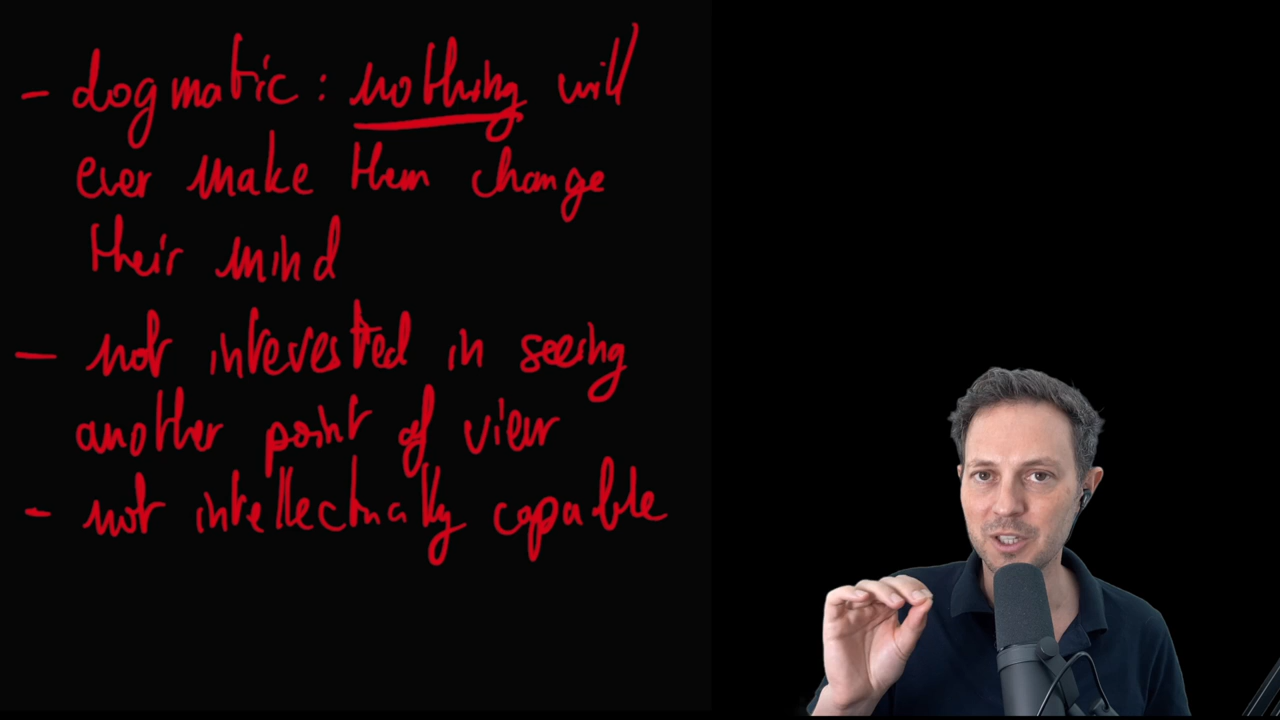 - dogmatic: nothing will
ever make them change
their mind
- not interested in seeing
another point of view
- not intellectually capable